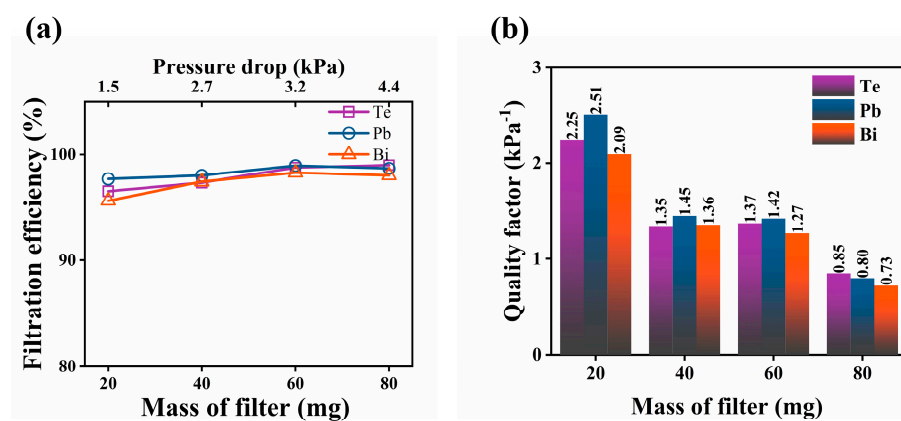 (a)
Pressure drop (kPa)
1.5 2.7 3.2 4.4
Te
Pb
Bi
100
90
80
Filtration efficiency (%)
20 40 60 80
Mass of filter (mg)
(b)
3
2
1
0
Quality factor (kPa⁻¹)
Te
Pb
Bi
2.25 2.51 2.09
1.35 1.45 1.36
1.37 1.42 1.27
0.85 0.80 0.73
20 40 60 80
Mass of filter (mg)